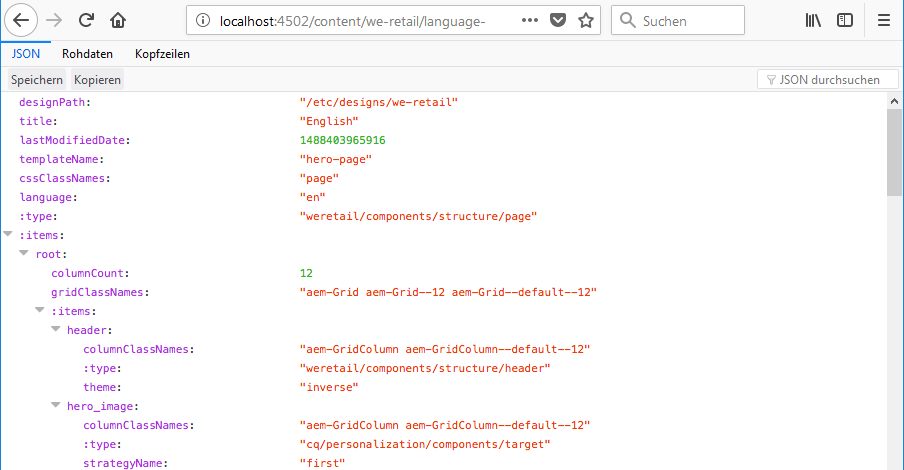 localhost:4502/content/we-retail/language-
Suchen
JSON Rohdaten Kopfzeilen
Speichern Kopieren JSON durchsuchen
designPath: "/etc/designs/we-retail"
title: "English"
lastModifiedDate: 1488403965916
templateName: "hero-page"
cssClassNames: "page"
language: "en"
:type: "weretail/components/structure/page"
:items:
root:
columnCount: 12
gridClassNames: "aem-Grid aem-Grid--12 aem-Grid--default--12"
:items:
header:
columnClassNames: "aem-GridColumn aem-GridColumn--default--12"
:type: "weretail/components/structure/header"
theme: "inverse"
hero_image:
columnClassNames: "aem-GridColumn aem-GridColumn--default--12"
:type: "cq/personalization/components/target"
strategyName: "first"